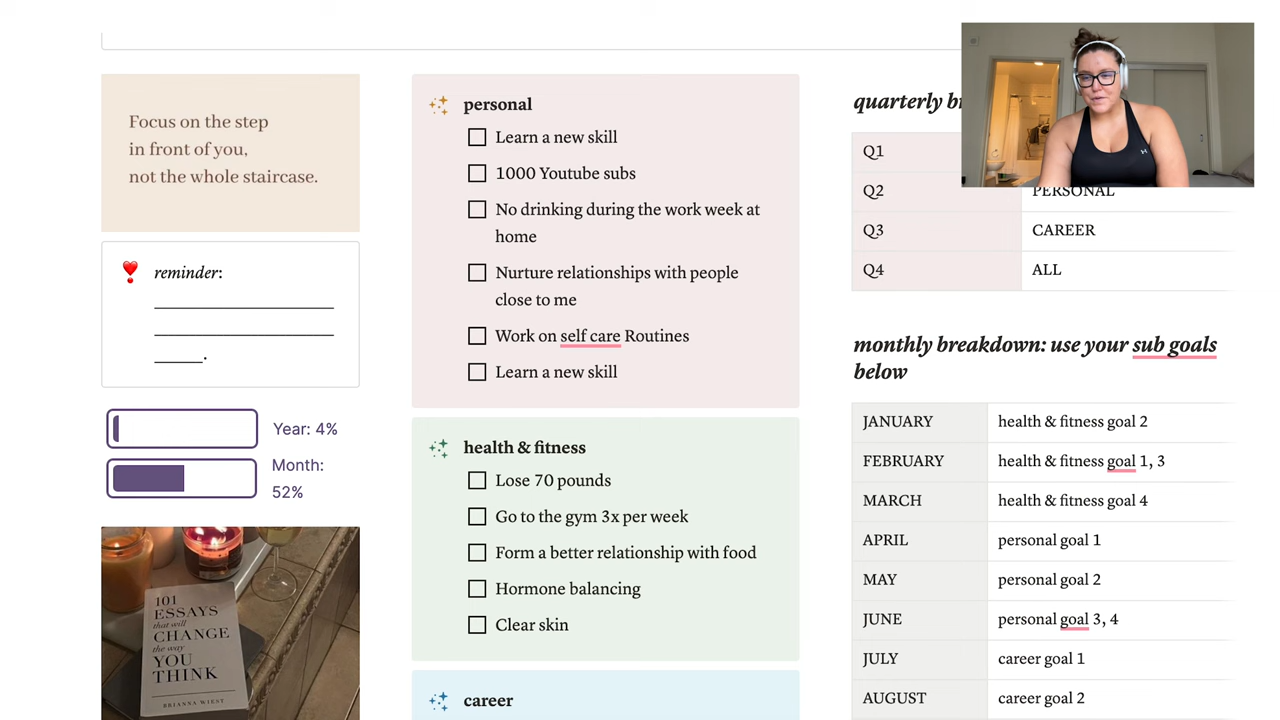 Focus on the step
in front of you,
not the whole staircase.
reminder:
Year: 4%
Month:
52%
101
ESSAYS
that will
CHANGE
the way
YOU
THINK
BRIANNA WIEST
personal
Learn a new skill
1000 Youtube subs
No drinking during the work week at
home
Nurture relationships with people
close to me
Work on self care Routines
Learn a new skill
health & fitness
Lose 70 pounds
Go to the gym 3x per week
Form a better relationship with food
Hormone balancing
Clear skin
career
quarterly
Q1
Q2 PERSONAL
Q3 CAREER
Q4 ALL
monthly breakdown: use your sub goals
below
JANUARY health & fitness goal 2
FEBRUARY health & fitness goal 1, 3
MARCH health & fitness goal 4
APRIL personal goal 1
MAY personal goal 2
JUNE personal goal 3, 4
JULY career goal 1
AUGUST career goal 2